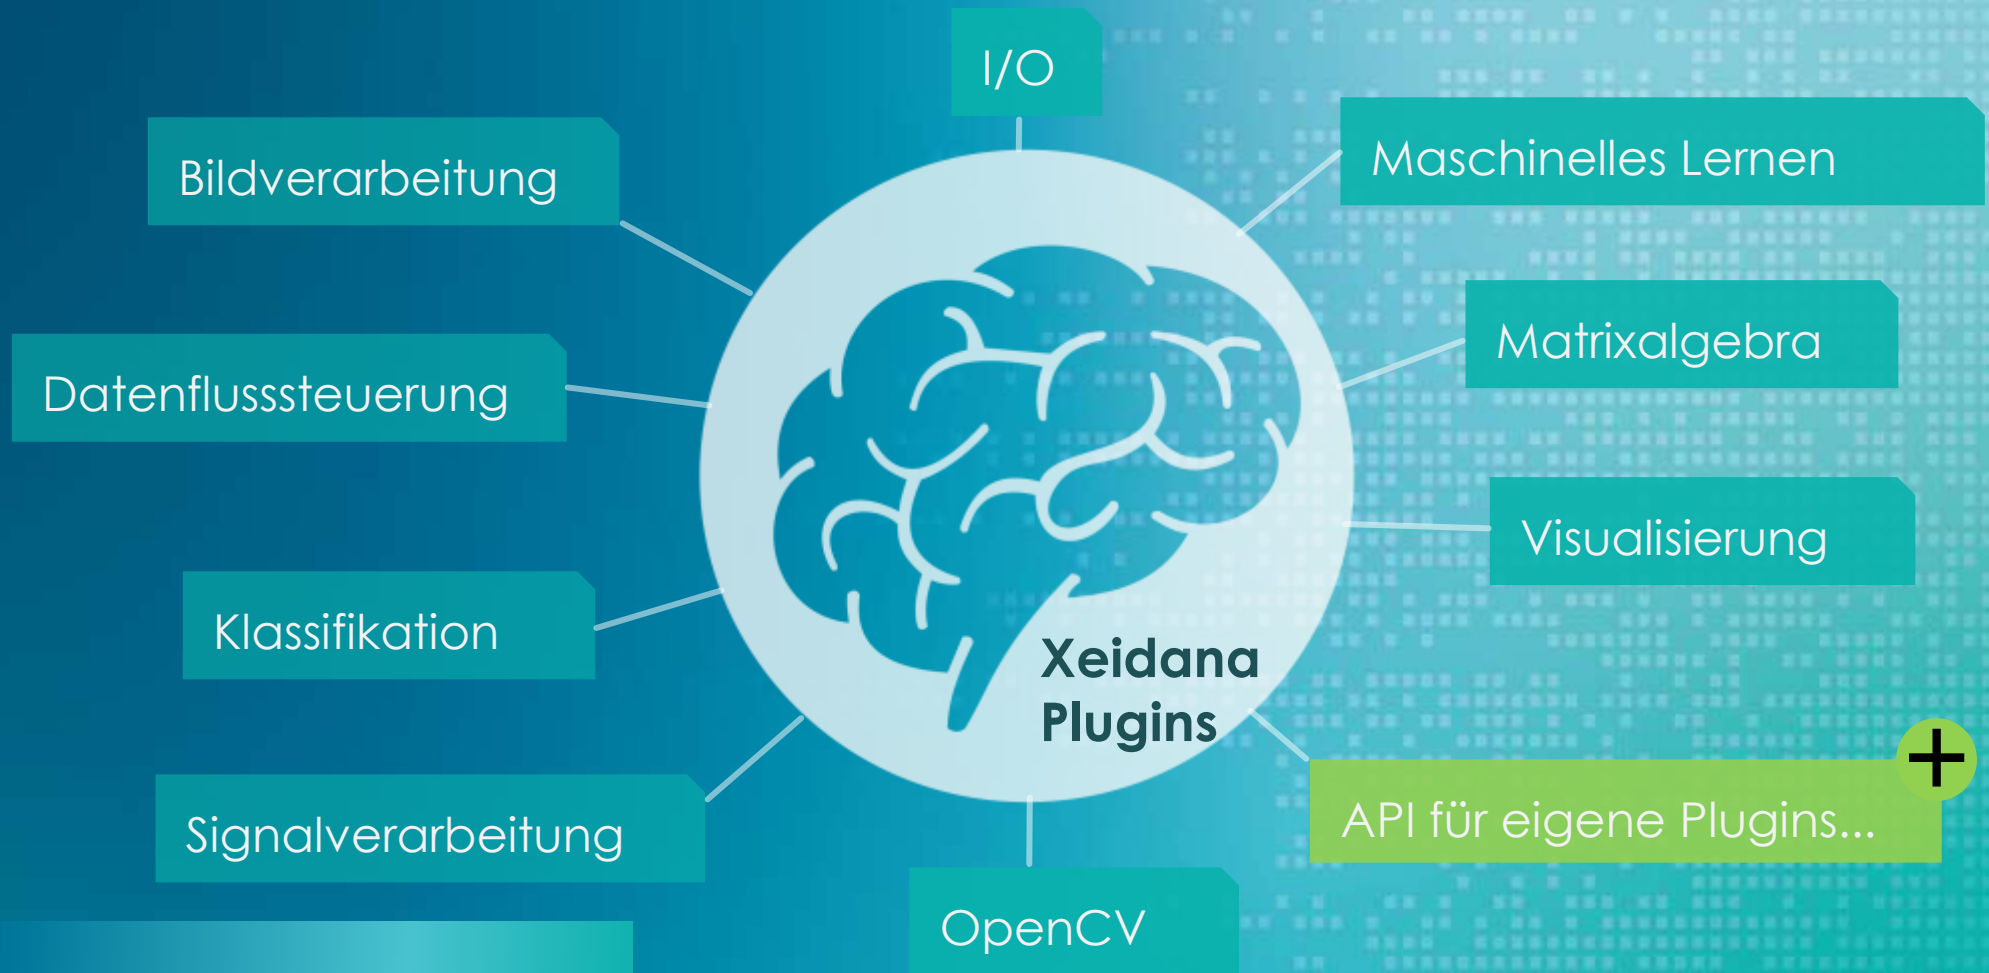 I/O
Bildverarbeitung
Maschinelles Lernen
Matrixalgebra
Datenflusssteuerung
Visualisierung
Klassifikation
Xeidana
Plugins
+
API für eigene Plugins...
Signalverarbeitung
OpenCV